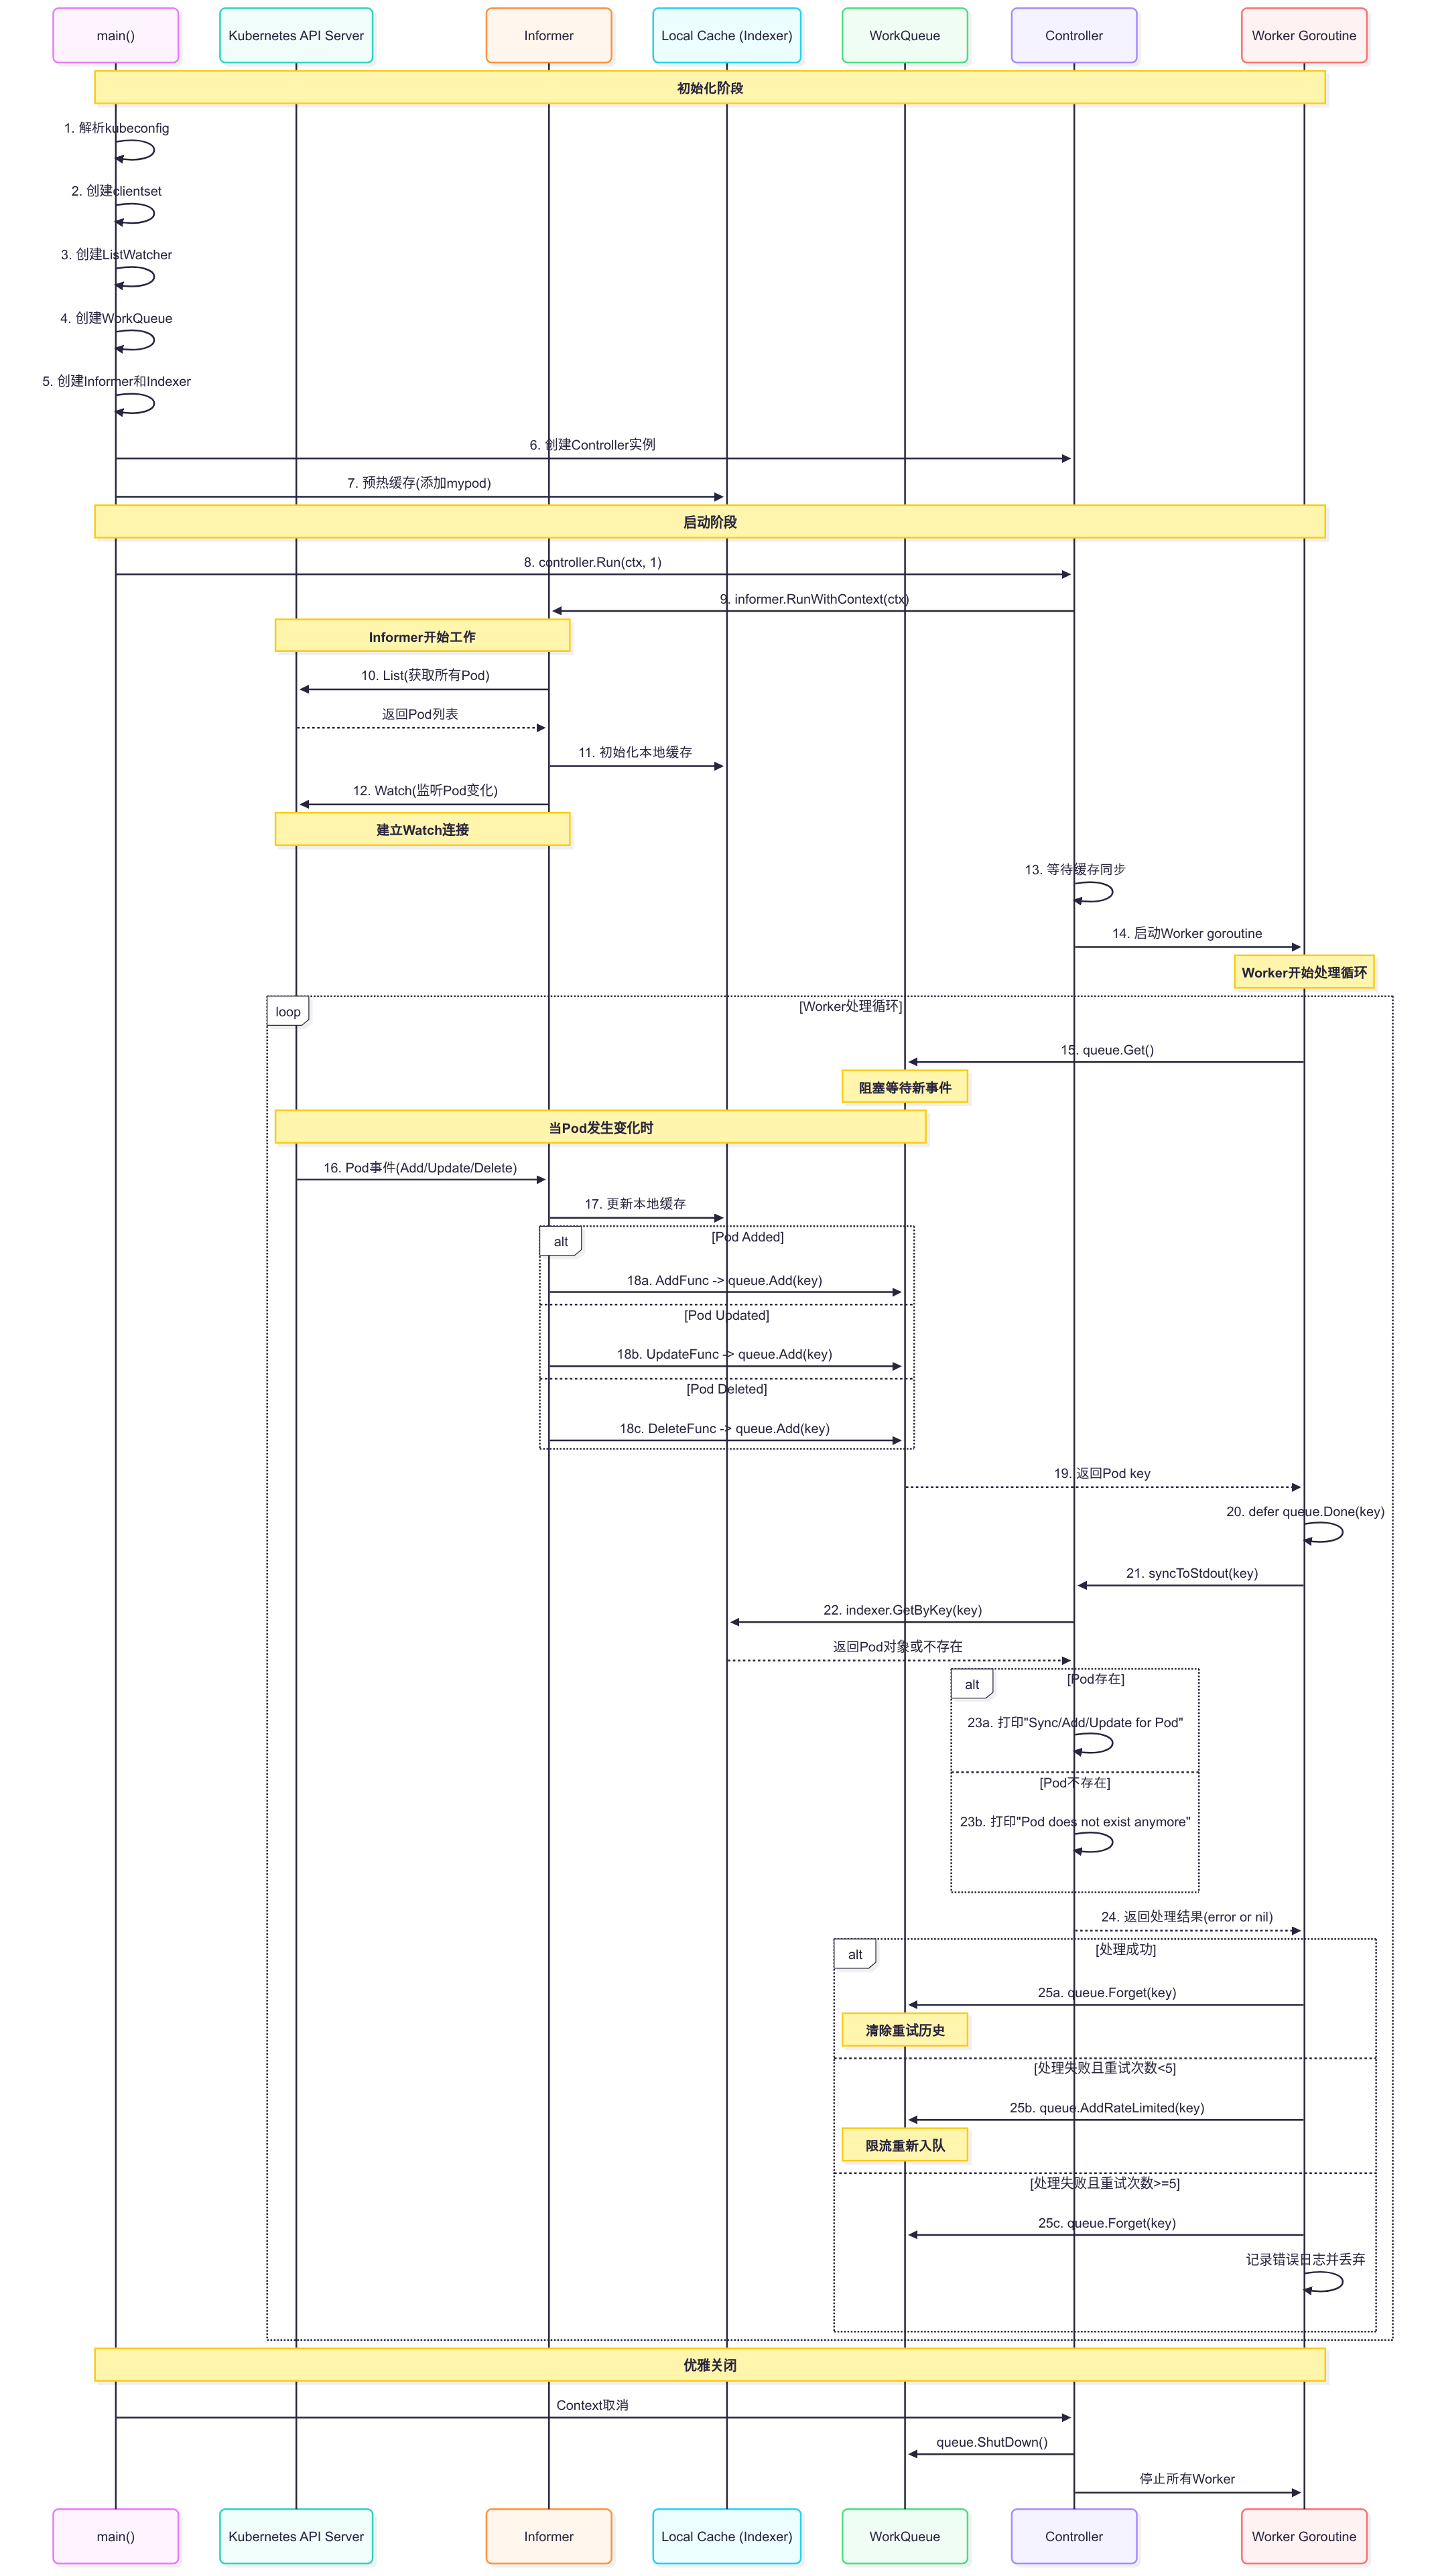 main()
Kubernetes API Server
Informer
Local Cache (Indexer)
WorkQueue
Controller
Worker Goroutine
初始化阶段
1. 解析kubeconfig
2. 创建clientset
3. 创建ListWatcher
4. 创建WorkQueue
5. 创建Informer和Indexer
6. 创建Controller实例
7. 预热缓存(添加mypod)
启动阶段
8. controller.Run(ctx, 1)
9. informer.RunWithContext(ctx)
Informer开始工作
10. List(获取所有Pod)
返回Pod列表
11. 初始化本地缓存
12. Watch(监听Pod变化)
建立Watch连接
13. 等待缓存同步
14. 启动Worker goroutine
Worker开始处理循环
loop
[Worker处理循环]
15. queue.Get()
阻塞等待新事件
当Pod发生变化时
16. Pod事件(Add/Update/Delete)
17. 更新本地缓存
alt
[Pod Added]
18a. AddFunc -> queue.Add(key)
[Pod Updated]
18b. UpdateFunc -> queue.Add(key)
[Pod Deleted]
18c. DeleteFunc -> queue.Add(key)
19. 返回Pod key
20. defer queue.Done(key)
21. syncToStdout(key)
22. indexer.GetByKey(key)
返回Pod对象或不存在
alt
[Pod存在]
23a. 打印"Sync/Add/Update for Pod"
[Pod不存在]
23b. 打印"Pod does not exist anymore"
24. 返回处理结果(error or nil)
alt
[处理成功]
25a. queue.Forget(key)
清除重试历史
[处理失败且重试次数<5]
25b. queue.AddRateLimited(key)
限流重新入队
[处理失败且重试次数>=5]
25c. queue.Forget(key)
记录错误日志并丢弃
优雅关闭
Context取消
queue.ShutDown()
停止所有Worker
main()
Kubernetes API Server
Informer
Local Cache (Indexer)
WorkQueue
Controller
Worker Goroutine